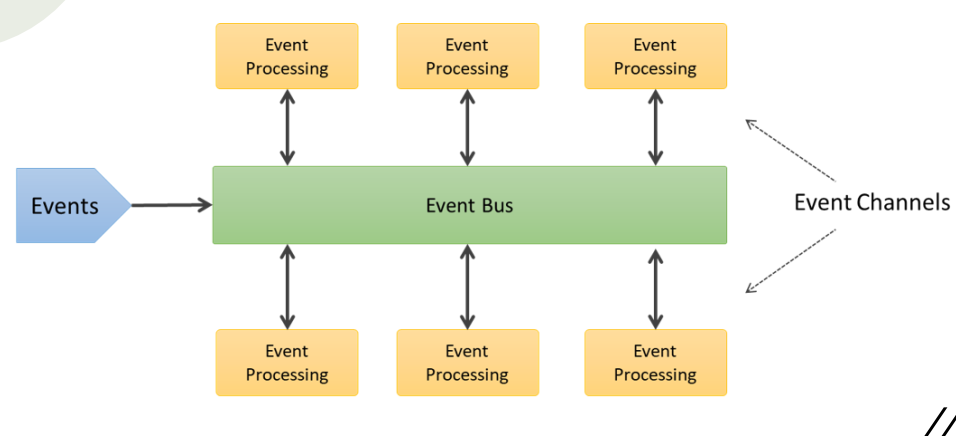 Event
Processing
Event
Processing
Event
Processing
Events
Event Bus
Event Channels
Event
Processing
Event
Processing
Event
Processing